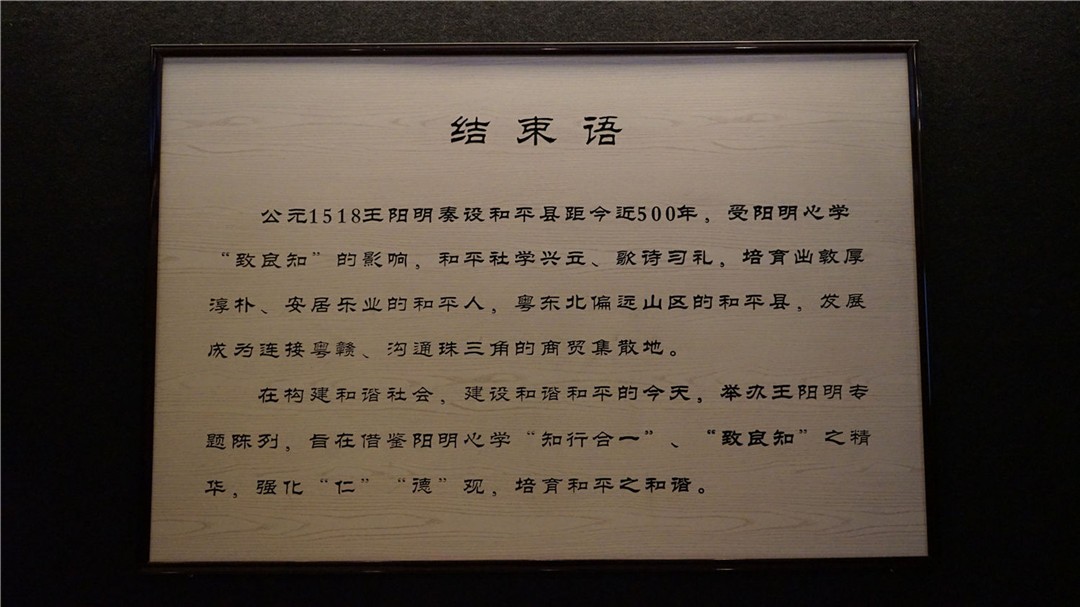 结束语
公元1518王阳明奏设和平县距今近500年，受阳明心学
“致良知”的影响，和平社学兴立、歌诗习礼，培育出敦厚
淳朴、安居乐业的和平人，粤东北偏远山区的和平县，发展
成为连接粤赣、沟通珠三角的商贸集散地。
在构建和谐社会，建设和谐和平的今天，举办王阳明专
题陈列，旨在借鉴阳明心学“知行合一”、“致良知”之精
华，强化“仁”“德”观，培育和平之和谐。